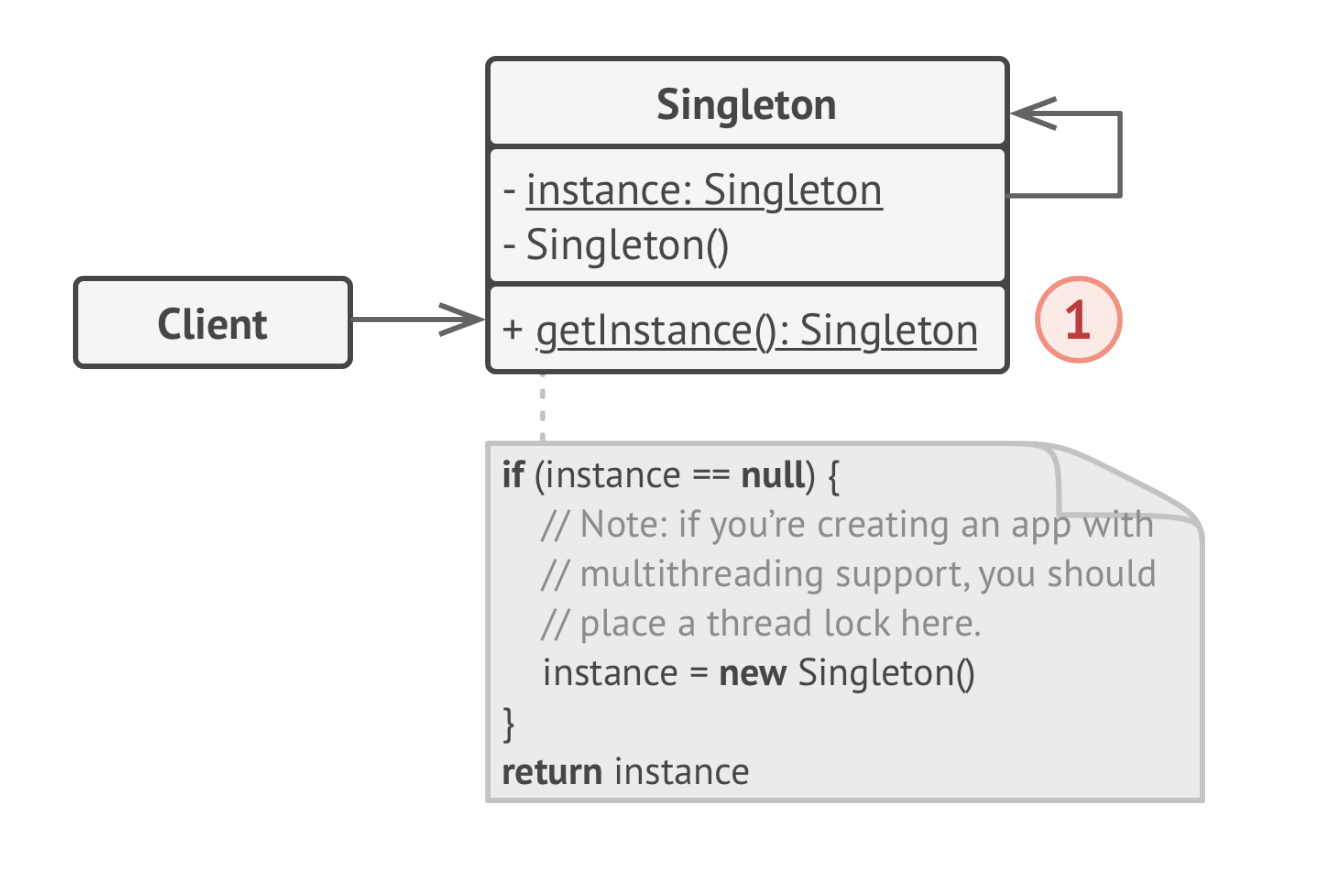 Singleton
- instance: Singleton
- Singleton()
Client
+ getInstance(): Singleton
1
if (instance == null) {
// Note: if you’re creating an app with
// multithreading support, you should
// place a thread lock here.
instance = new Singleton()
}
return instance